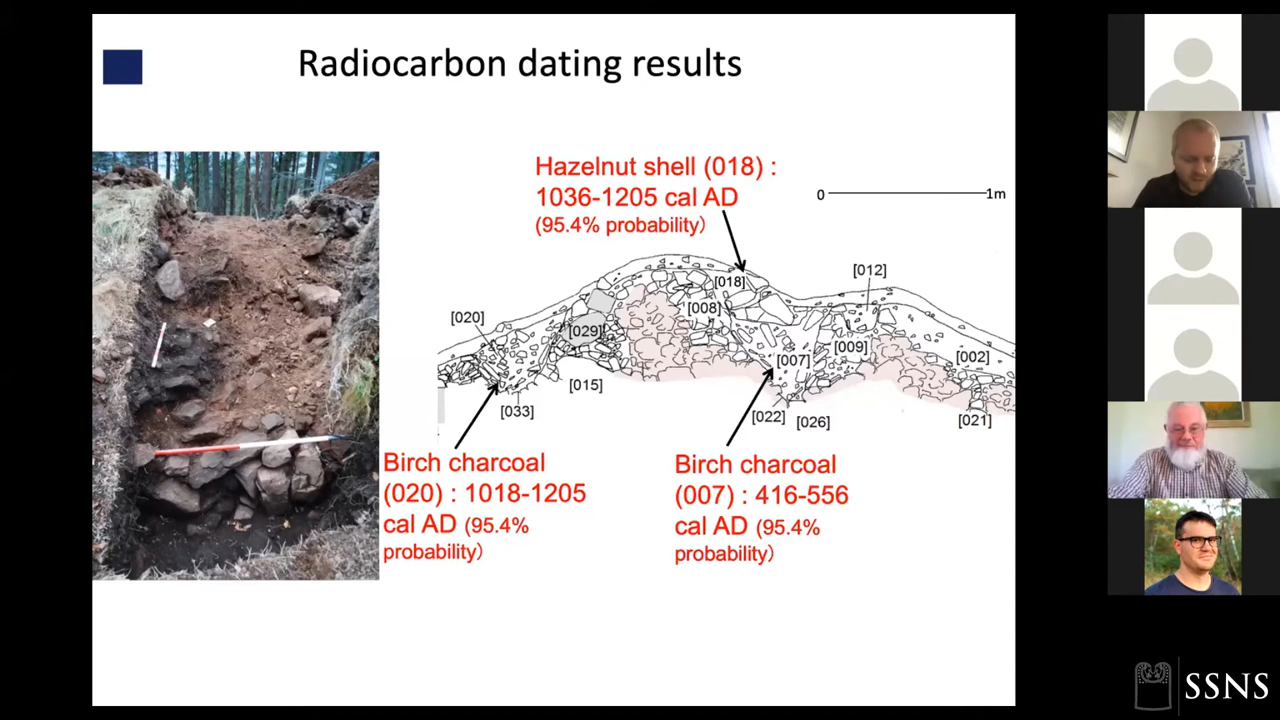 Radiocarbon dating results
Hazelnut shell (018) :
1036-1205 cal AD
(95.4% probability)
0
1m
[012]
[018]
[020]
[008]
[029]
[009]
[007]
[002]
[015]
[033]
[022]
[026]
[021]
Birch charcoal
(020) : 1018-1205
cal AD (95.4%
probability)
Birch charcoal
(007) : 416-556
cal AD (95.4%
probability)
SSNS